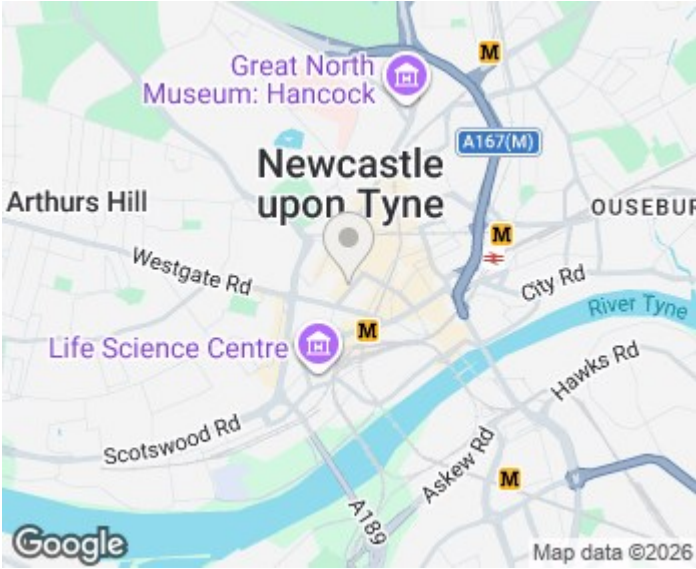 Great North
Museum: Hancock
M
A167(M)
Newcastle
upon Tyne
Arthurs Hill
OUSEBUR
M
Westgate Rd
City Rd
River Tyne
M
Life Science Centre
Hawks Rd
Scotswood Rd
Askew Rd
M
A189
Google
Map data ©2026